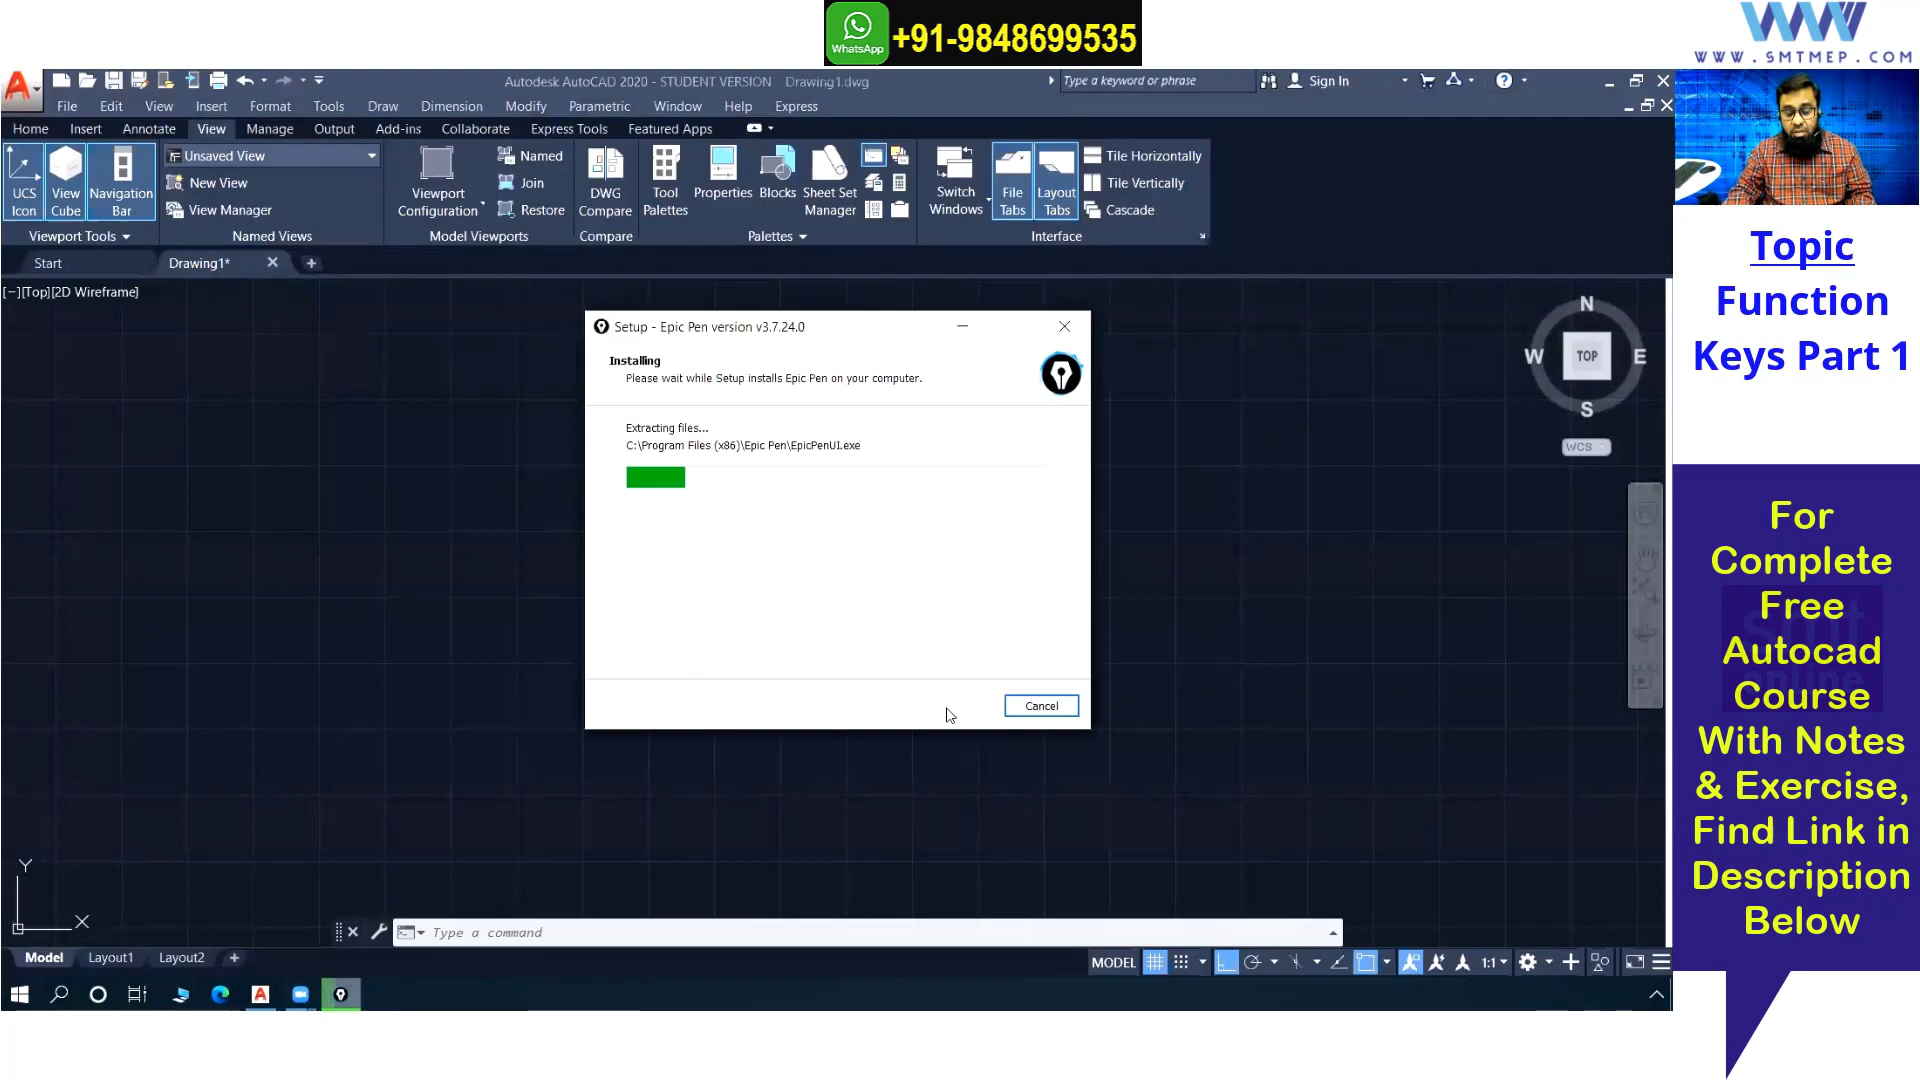 WhatsApp
+91-9848699535
WWW.SMTMEP.COM
Autodesk AutoCAD 2020 - STUDENT VERSION Drawing1.dwg
Type a keyword or phrase
Sign In
File Edit View Insert Format Tools Draw Dimension Modify Parametric Window Help Express
Home Insert Annotate View Manage Output Add-ins Collaborate Express Tools Featured Apps
UCS Icon
View Cube
Navigation Bar
Viewport Tools
Unsaved View
New View
View Manager
Named Views
Viewport Configuration
Named
Join
Restore
Model Viewports
DWG Compare
Compare
Tool Palettes
Properties
Blocks
Sheet Set Manager
Palettes
Switch Windows
File Tabs
Layout Tabs
Tile Horizontally
Tile Vertically
Cascade
Interface
Start
Drawing1*
[−][Top][2D Wireframe]
N
W TOP E
S
WCS
Setup - Epic Pen version v3.7.24.0
Installing
Please wait while Setup installs Epic Pen on your computer.
Extracting files...
C:\Program Files (x86)\Epic Pen\EpicPenUI.exe
Cancel
Y
X
Type a command
Model Layout1 Layout2
MODEL
1:1
Topic
Function
Keys Part 1
For
Complete
Free
Autocad
Course
With Notes
& Exercise,
Find Link in
Description
Below